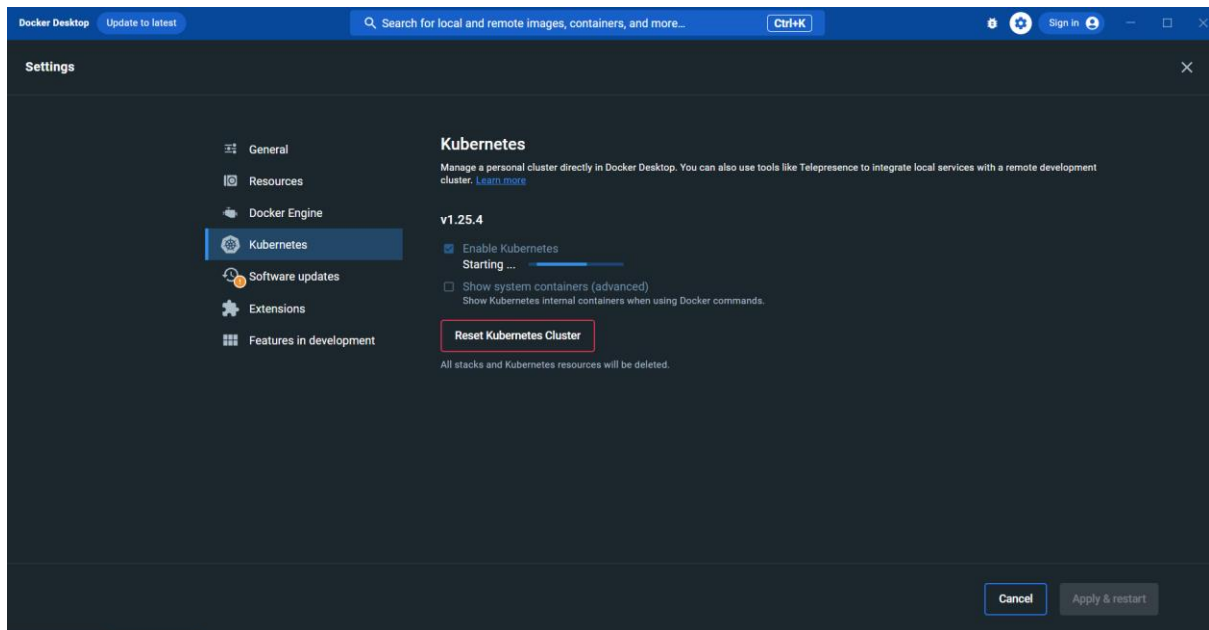 Docker Desktop
Update to latest
Search for local and remote images, containers, and more...
Ctrl+K
Sign in
Settings
General
Resources
Docker Engine
Kubernetes
Software updates
Extensions
Features in development
Kubernetes
Manage a personal cluster directly in Docker Desktop. You can also use tools like Telepresence to integrate local services with a remote development
cluster. Learn more
v1.25.4
Enable Kubernetes
Starting ...
Show system containers (advanced)
Show Kubernetes internal containers when using Docker commands.
Reset Kubernetes Cluster
All stacks and Kubernetes resources will be deleted.
Cancel
Apply & restart